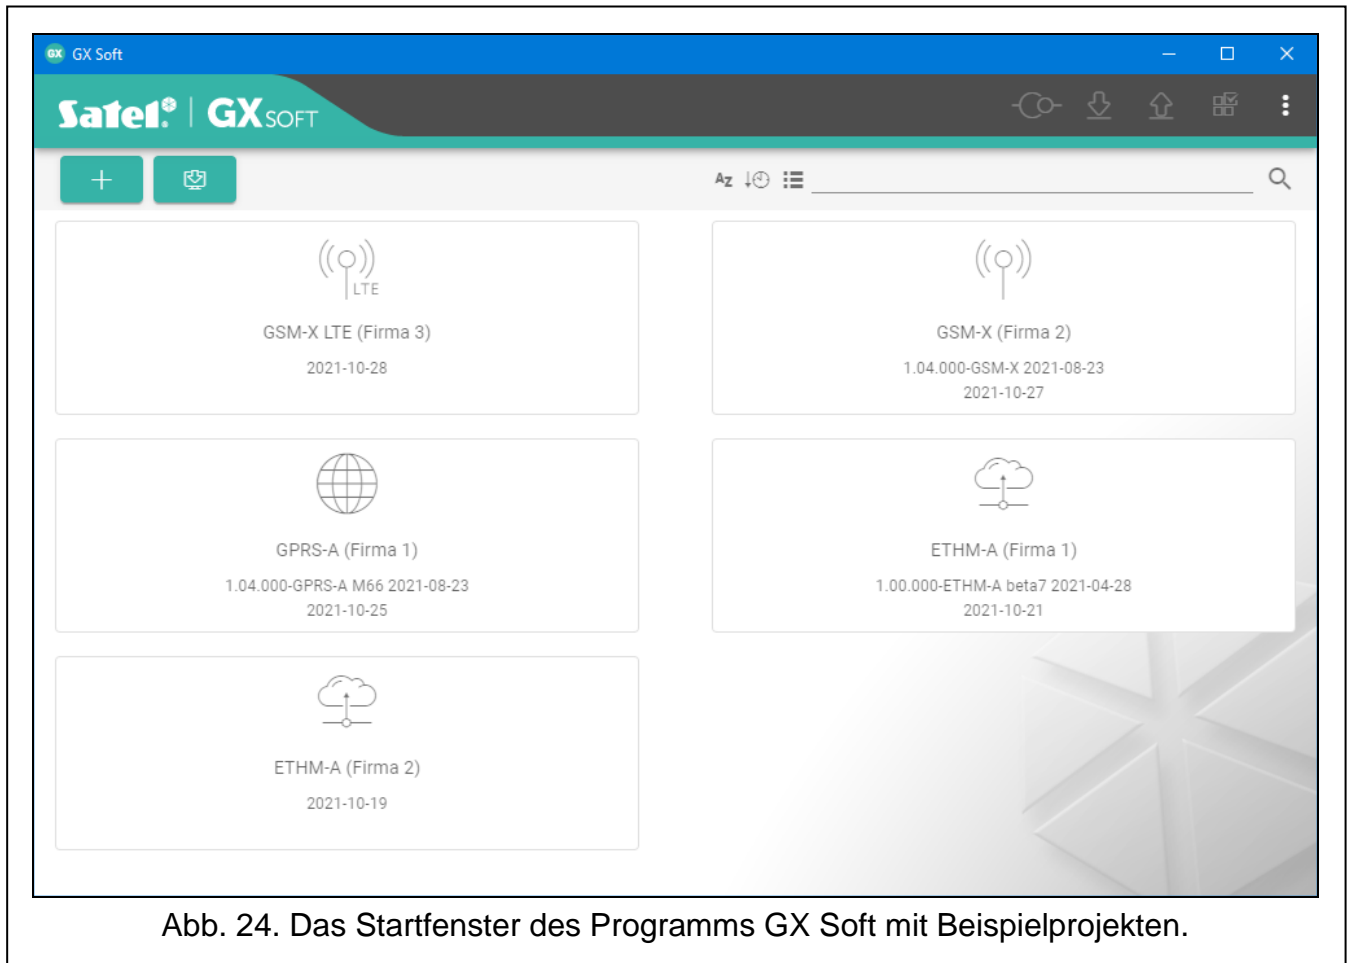 GX GX Soft
Satel® | GX SOFT
Az
LTE
GSM-X LTE (Firma 3)
2021-10-28
GSM-X (Firma 2)
1.04.000-GSM-X 2021-08-23
2021-10-27
GPRS-A (Firma 1)
1.04.000-GPRS-A M66 2021-08-23
2021-10-25
ETHM-A (Firma 1)
1.00.000-ETHM-A beta7 2021-04-28
2021-10-21
ETHM-A (Firma 2)
2021-10-19
Abb. 24. Das Startfenster des Programms GX Soft mit Beispielprojekten.